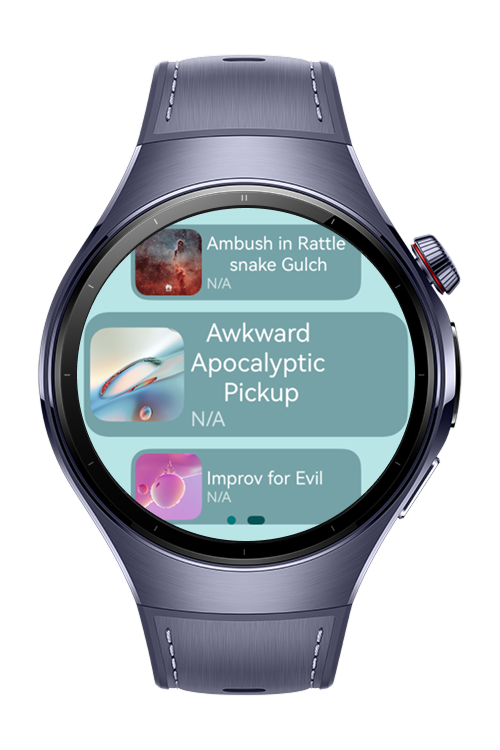 Ambush in Rattle
snake Gulch
N/A
Awkward
Apocalyptic
Pickup
N/A
Improv for Evil
N/A